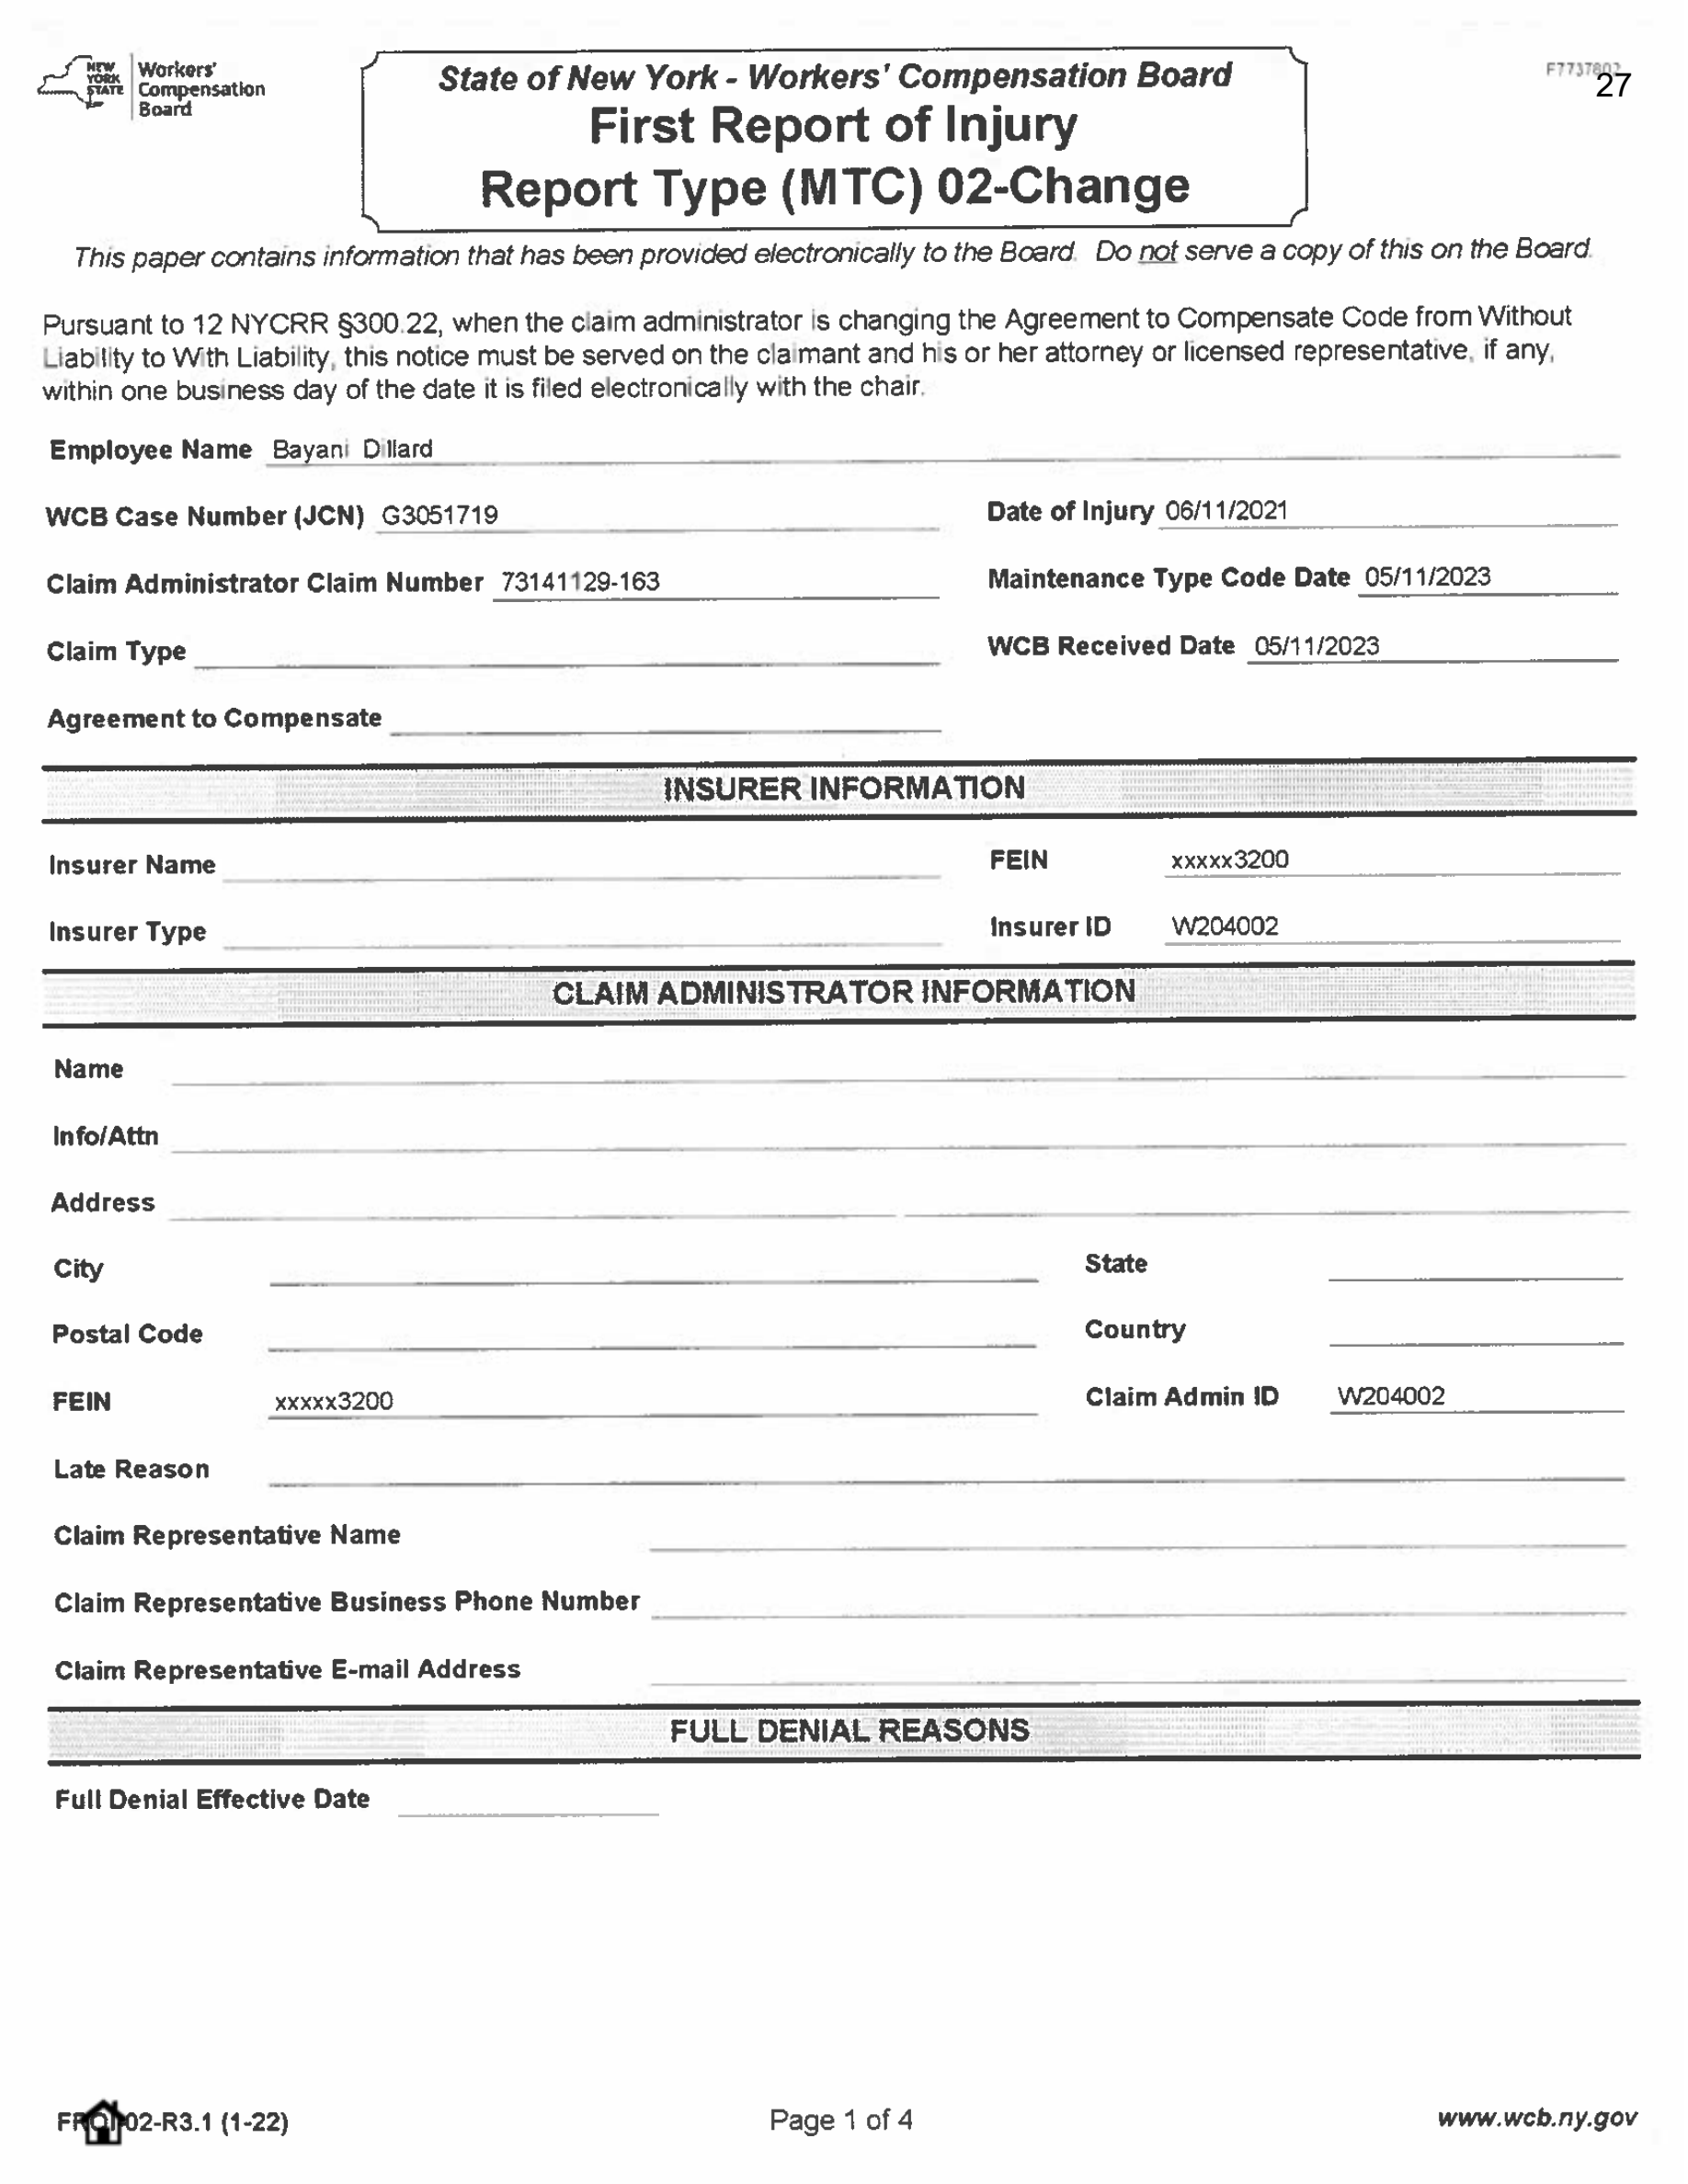 NEW YORK STATE
Workers' Compensation Board
State of New York - Workers' Compensation Board
First Report of Injury
Report Type (MTC) 02-Change
27
This paper contains information that has been provided electronically to the Board. Do not serve a copy of this on the Board.
Pursuant to 12 NYCRR §300.22, when the claim administrator is changing the Agreement to Compensate Code from Without
Liability to With Liability, this notice must be served on the claimant and his or her attorney or licensed representative, if any,
within one business day of the date it is filed electronically with the chair.
Employee Name Bayani Dillard
WCB Case Number (JCN) G3051719 Date of Injury 06/11/2021
Claim Administrator Claim Number 73141129-163 Maintenance Type Code Date 05/11/2023
Claim Type WCB Received Date 05/11/2023
Agreement to Compensate
INSURER INFORMATION
Insurer Name FEIN xxxxx3200
Insurer Type Insurer ID W204002
CLAIM ADMINISTRATOR INFORMATION
Name
Info/Attn
Address
City State
Postal Code Country
FEIN xxxxx3200 Claim Admin ID W204002
Late Reason
Claim Representative Name
Claim Representative Business Phone Number
Claim Representative E-mail Address
FULL DENIAL REASONS
Full Denial Effective Date
02-R3.1 (1-22) Page 1 of 4 www.wcb.ny.gov